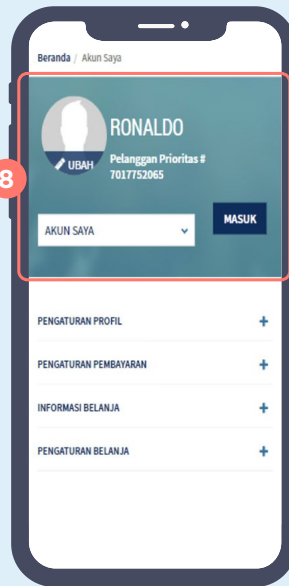 Beranda / Akun Saya
8
RONALDO
UBAH
Pelanggan Prioritas #
7017752065
AKUN SAYA
MASUK
PENGATURAN PROFIL +
PENGATURAN PEMBAYARAN +
INFORMASI BELANJA +
PENGATURAN BELANJA +